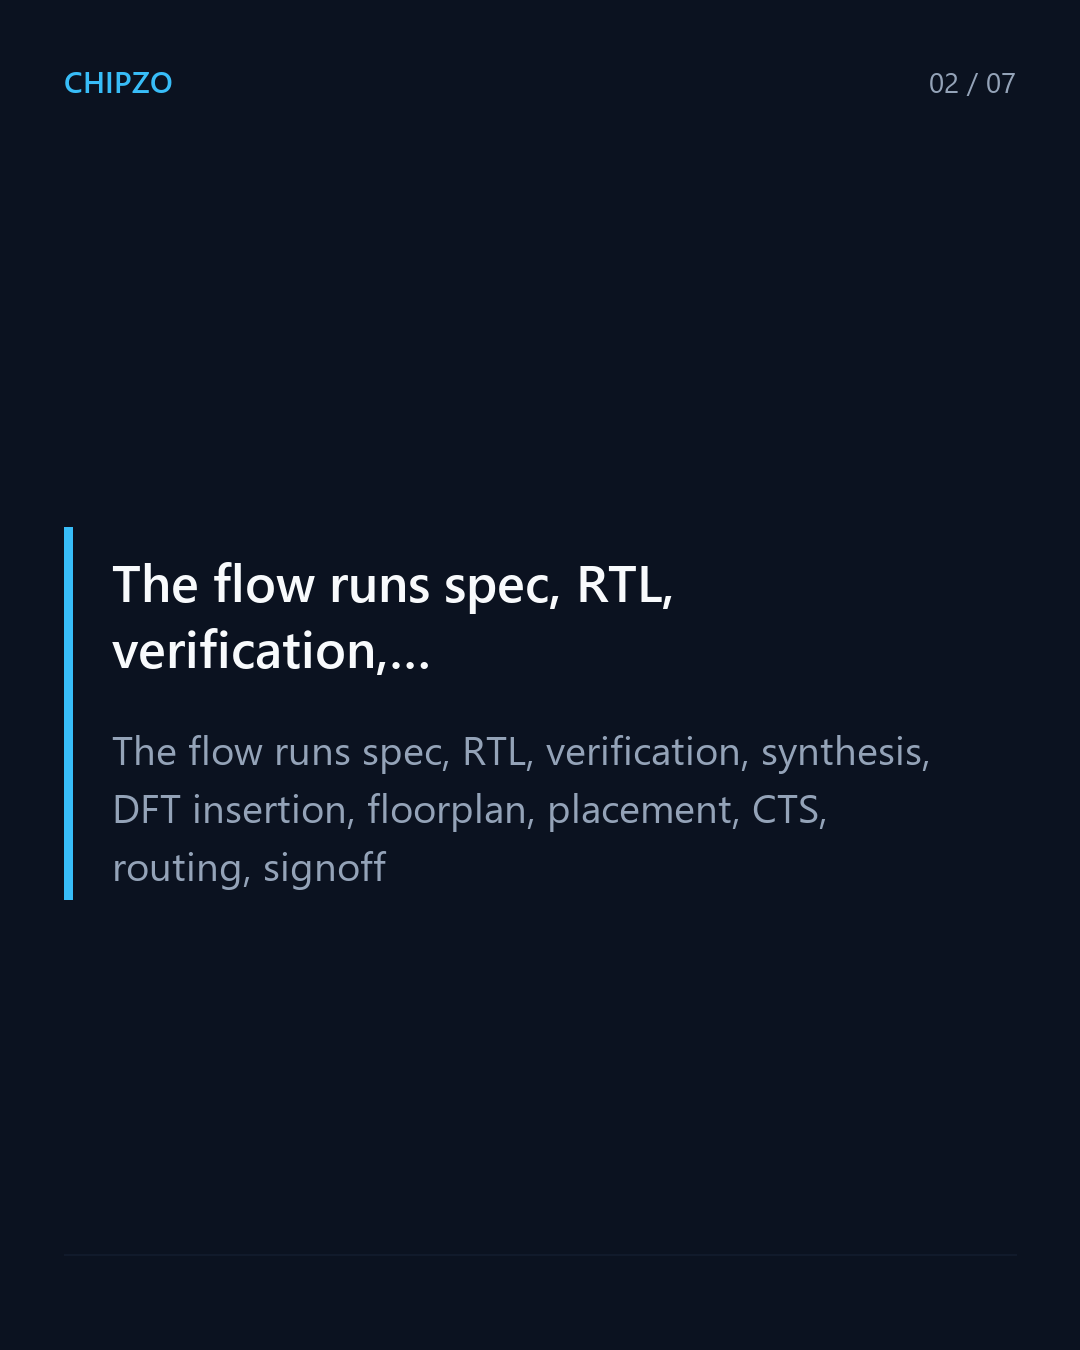 CHIPZO
02 / 07
The flow runs spec, RTL,
verification,...
The flow runs spec, RTL, verification, synthesis,
DFT insertion, floorplan, placement, CTS,
routing, signoff